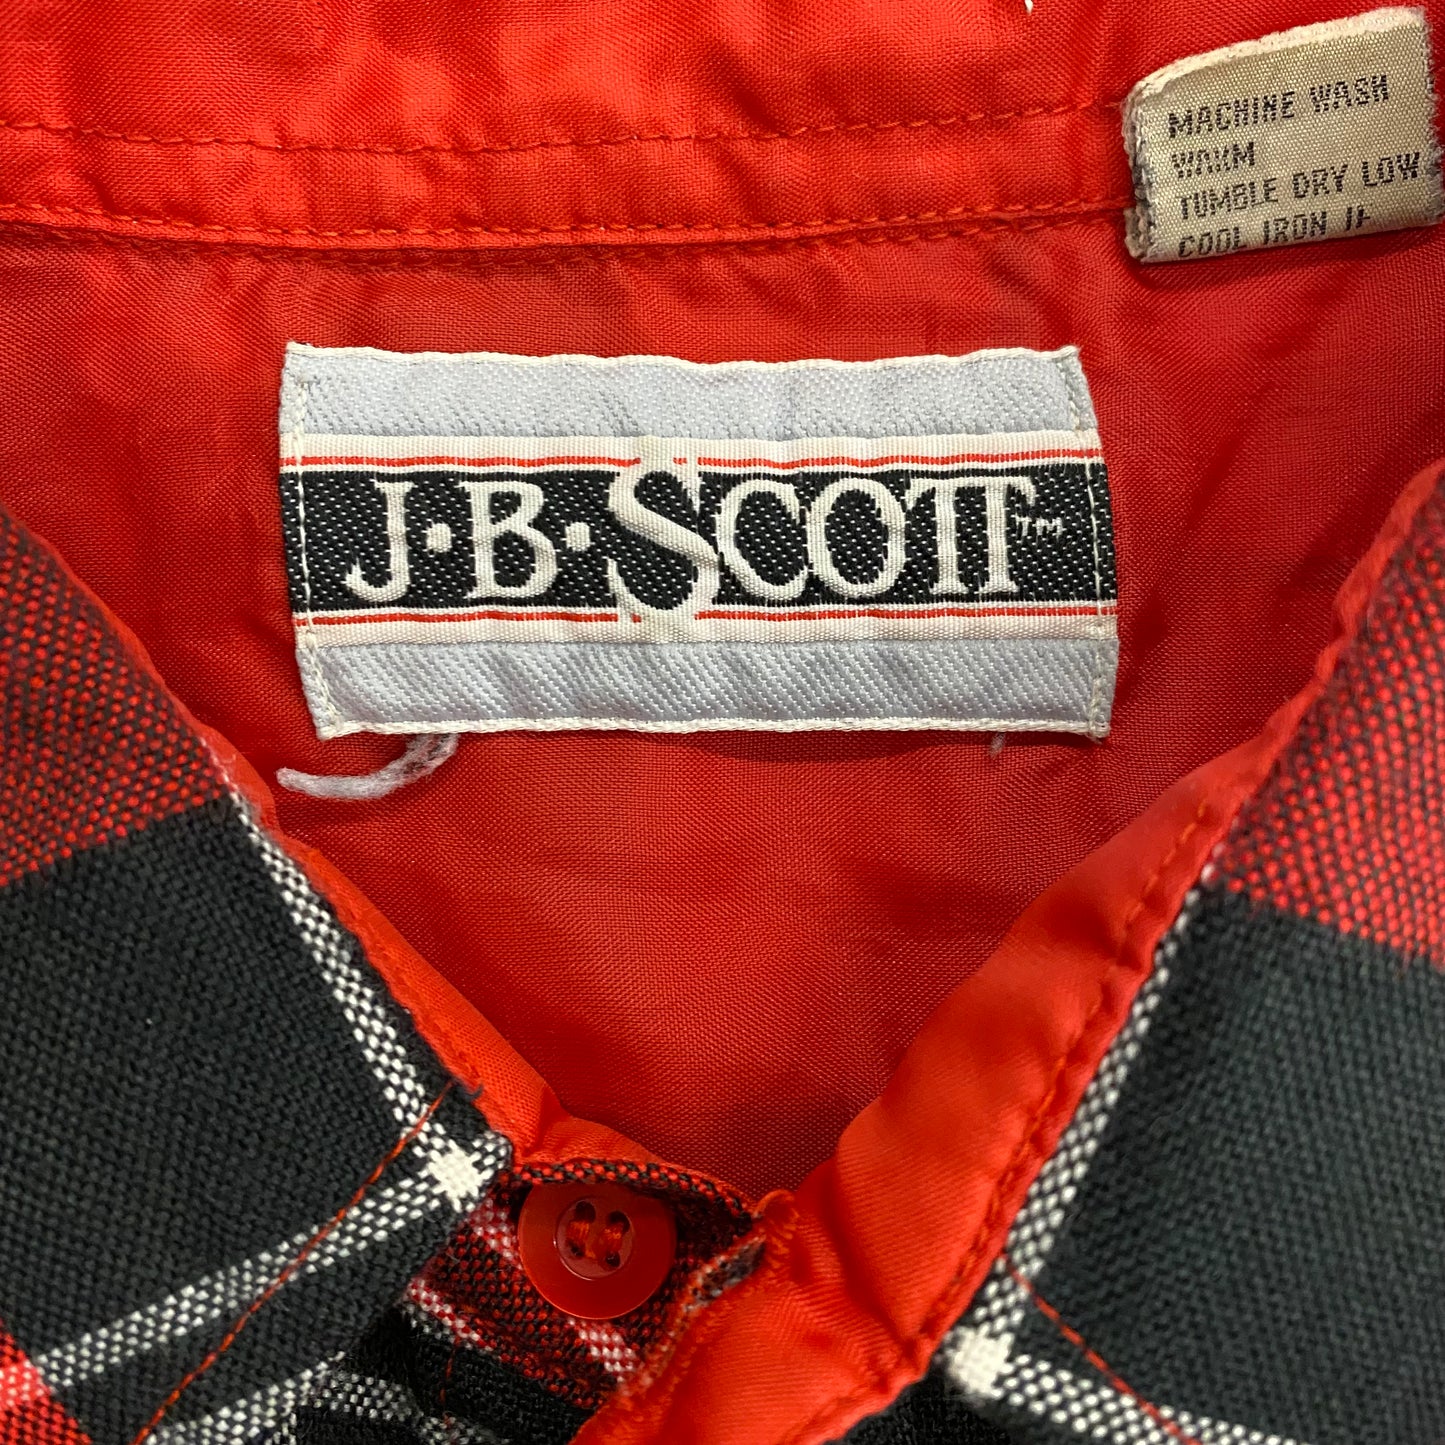 MACHINE WASH
WARM
TUMBLE DRY LOW
COOL IRON IF
J·B·SCOTT™